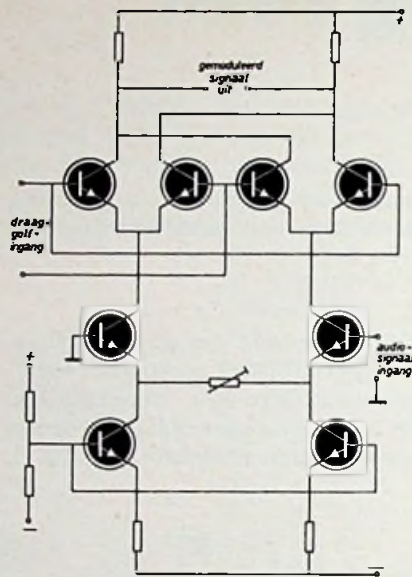 +
gemoduleerd
signaal
uit
draag-
golf-
ingang
audio-
signaal
ingang
+
−
−